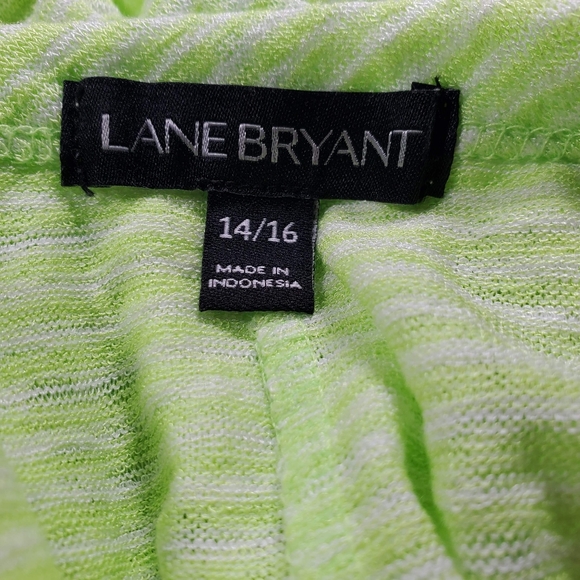 LANE BRYANT
14/16
MADE IN
INDONESIA